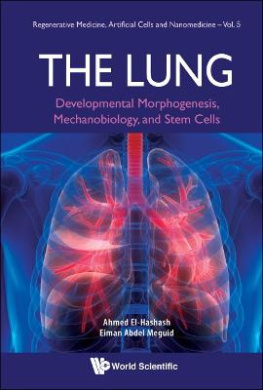 Regenerative Medicine, Artificial Cells and Nanomedicine – Vol. 5
THE LUNG
Developmental Morphogenesis,
Mechanobiology, and Stem Cells
Ahmed El-Hashash
Eiman Abdel Meguid
World Scientific